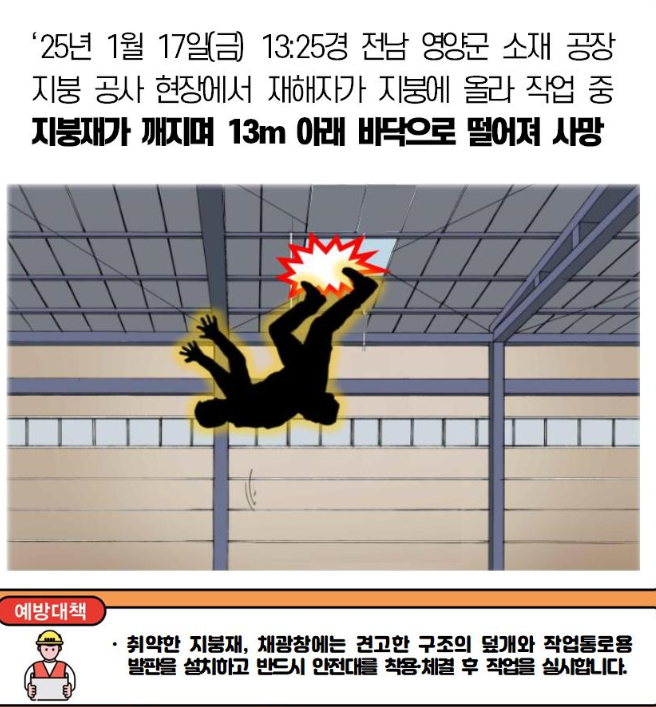 ‘25년 1월 17일(금) 13:25경 전남 영양군 소재 공장
지붕 공사 현장에서 재해자가 지붕에 올라 작업 중
지붕재가 깨지며 13m 아래 바닥으로 떨어져 사망
예방대책
· 취약한 지붕재, 채광창에는 견고한 구조의 덮개와 작업통로용
발판을 설치하고 반드시 안전대를 착용·체결 후 작업을 실시합니다.